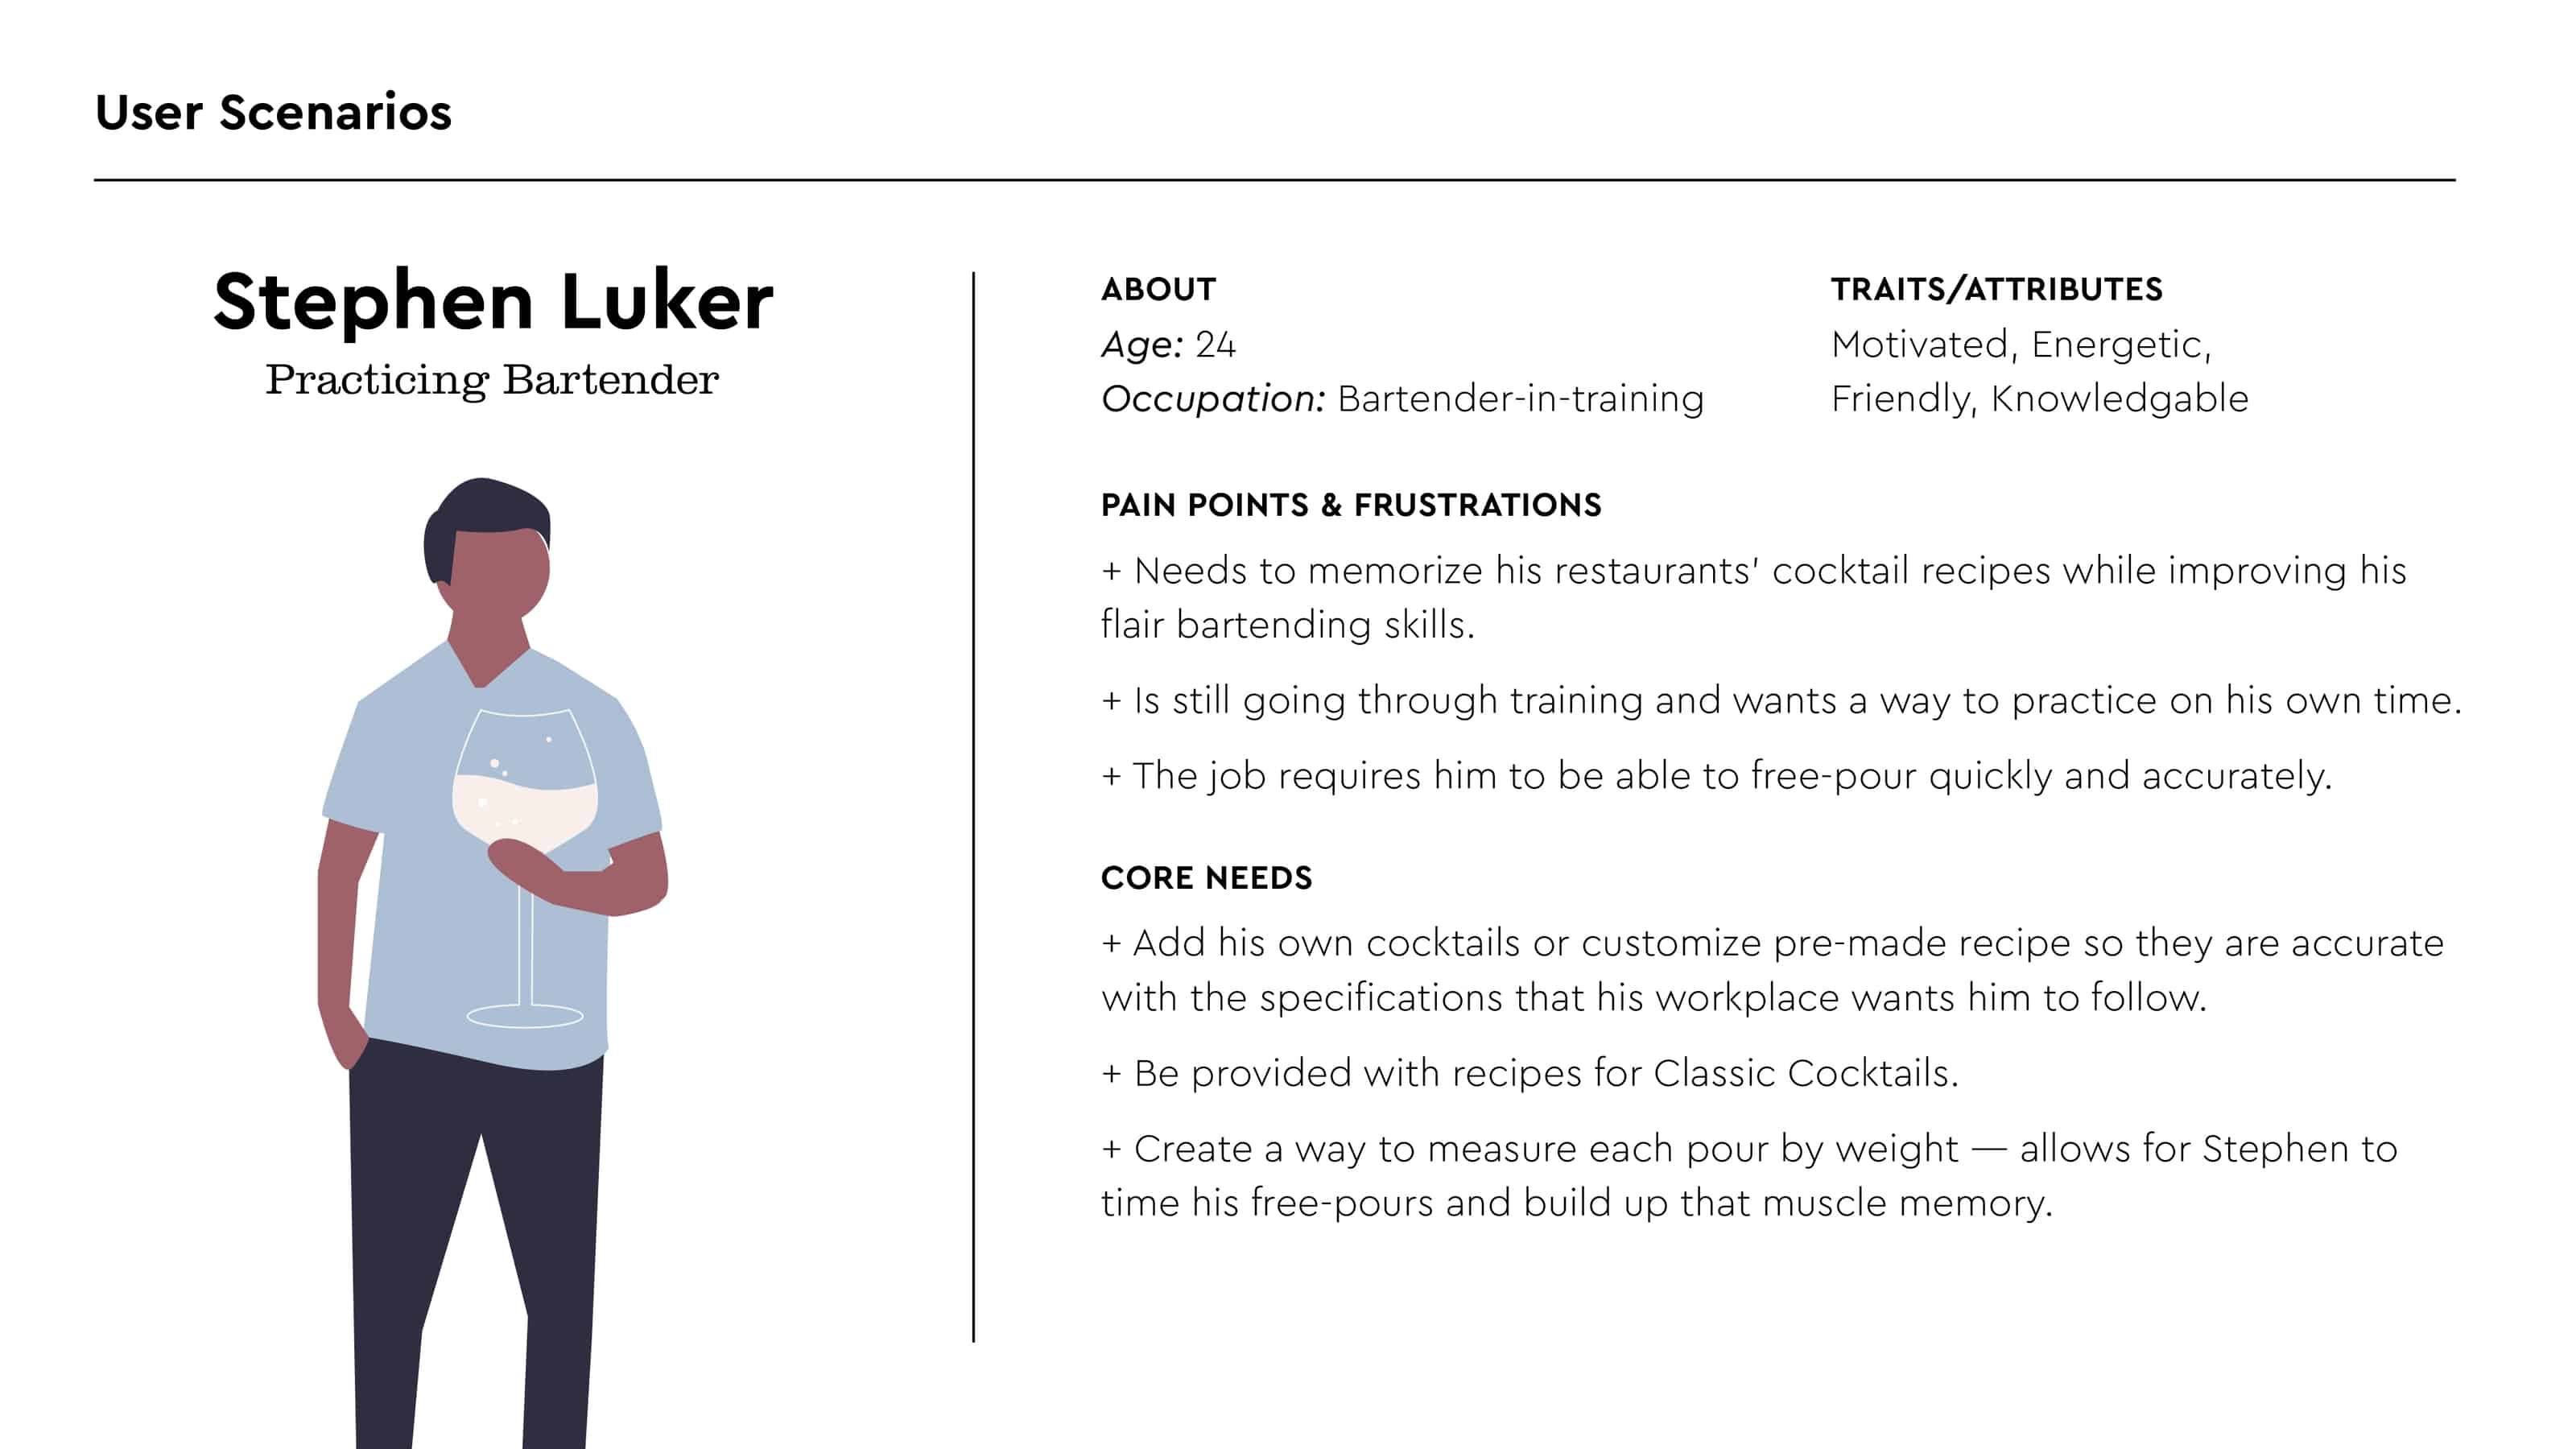 User Scenarios
Stephen Luker
Practicing Bartender
ABOUT
Age: 24
Occupation: Bartender-in-training
TRAITS/ATTRIBUTES
Motivated, Energetic,
Friendly, Knowledgable
PAIN POINTS & FRUSTRATIONS
+ Needs to memorize his restaurants’ cocktail recipes while improving his
flair bartending skills.
+ Is still going through training and wants a way to practice on his own time.
+ The job requires him to be able to free-pour quickly and accurately.
CORE NEEDS
+ Add his own cocktails or customize pre-made recipe so they are accurate
with the specifications that his workplace wants him to follow.
+ Be provided with recipes for Classic Cocktails.
+ Create a way to measure each pour by weight — allows for Stephen to
time his free-pours and build up that muscle memory.